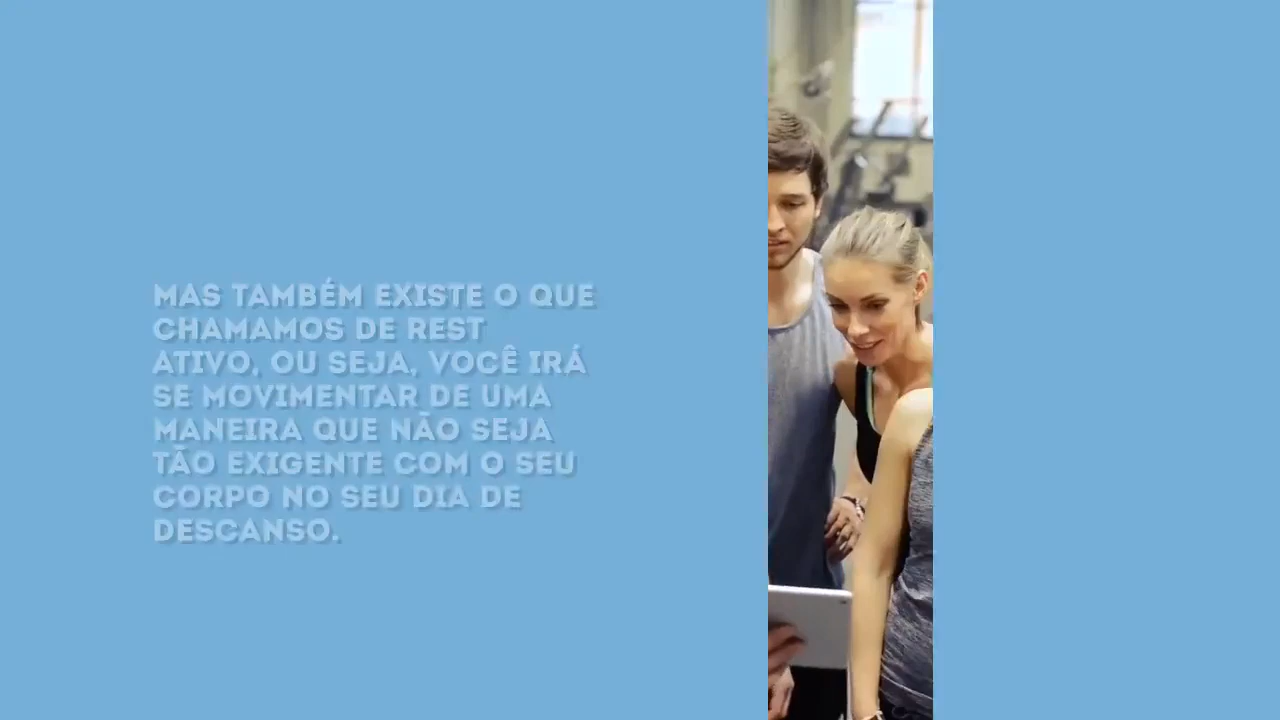 MAS TAMBÉM EXISTE O QUE
CHAMAMOS DE REST
ATIVO, OU SEJA, VOCÊ IRÁ
SE MOVIMENTAR DE UMA
MANEIRA QUE NÃO SEJA
TÃO EXIGENTE COM O SEU
CORPO NO SEU DIA DE
DESCANSO.